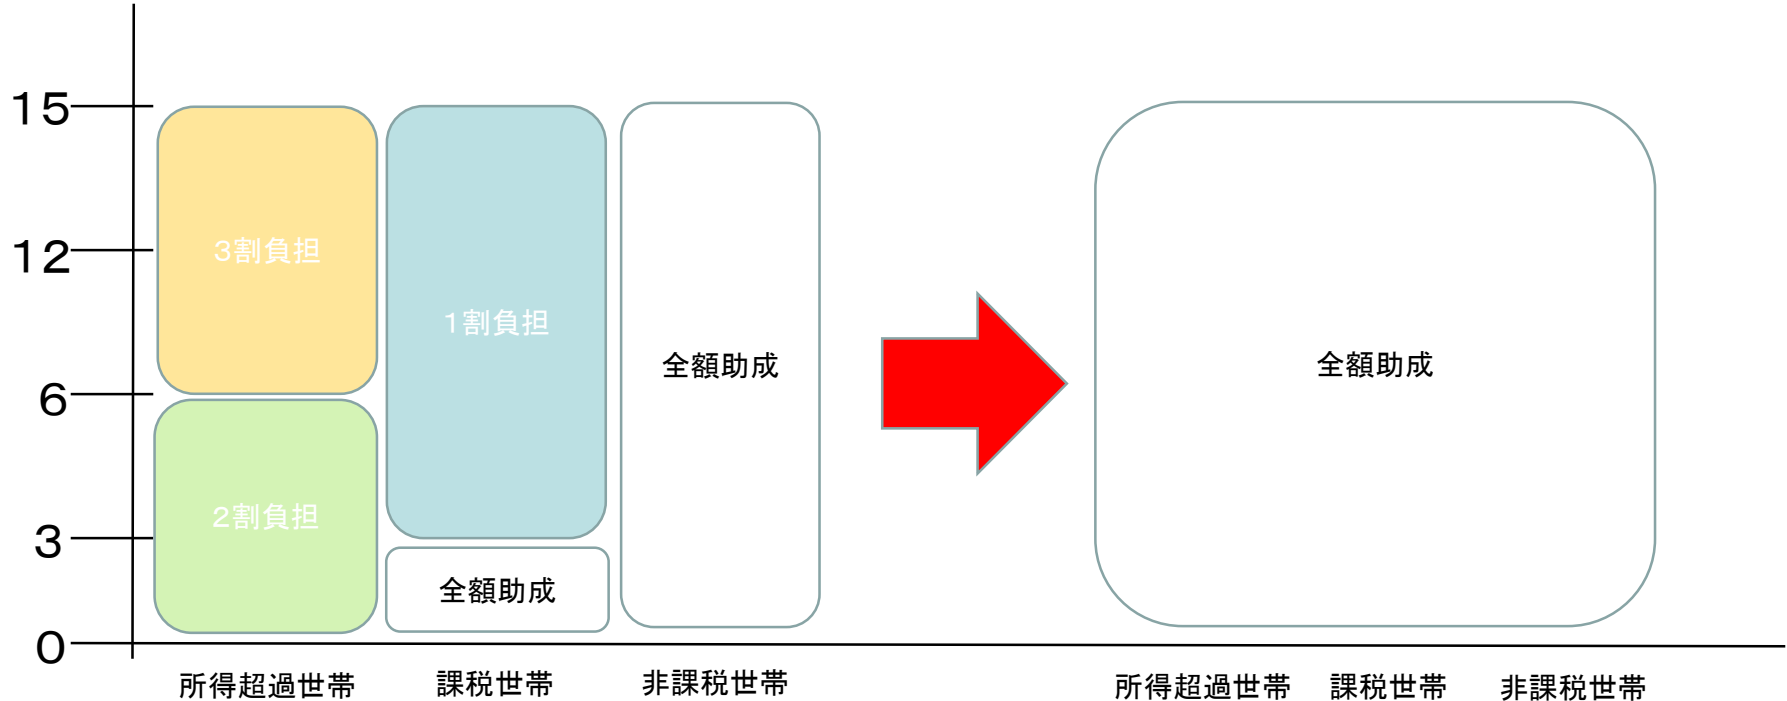 15
12
6
3
0
3割負担
2割負担
1割負担
全額助成
全額助成
全額助成
所得超過世帯
課税世帯
非課税世帯
所得超過世帯
課税世帯
非課税世帯